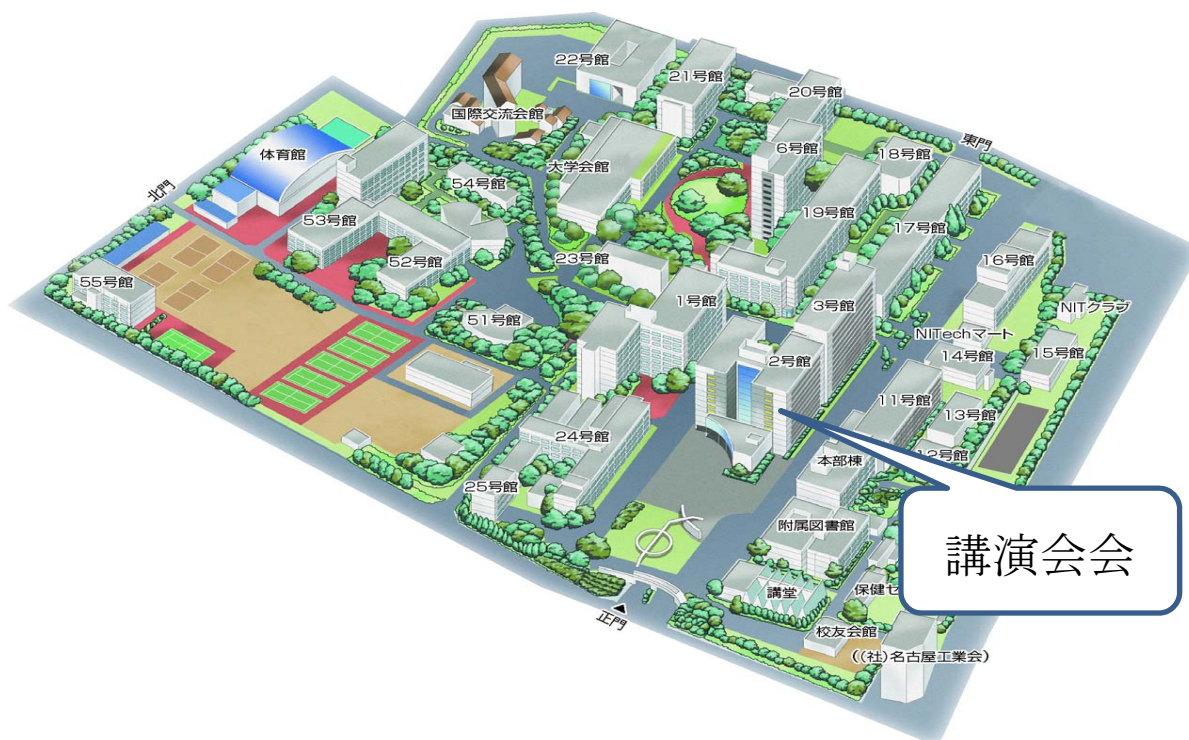 22号館
21号館
20号館
国際交流会館
東門
体育館
大学会館
6号館
18号館
北門
54号館
19号館
53号館
17号館
52号館
23号館
16号館
55号館
1号館
3号館
NITクラブ
51号館
NITechマート
2号館
14号館
15号館
11号館
13号館
24号館
12号館
本部棟
25号館
附属図書館
講演会会
講堂
保健セ
正門
校友会館
((社)名古屋工業会)